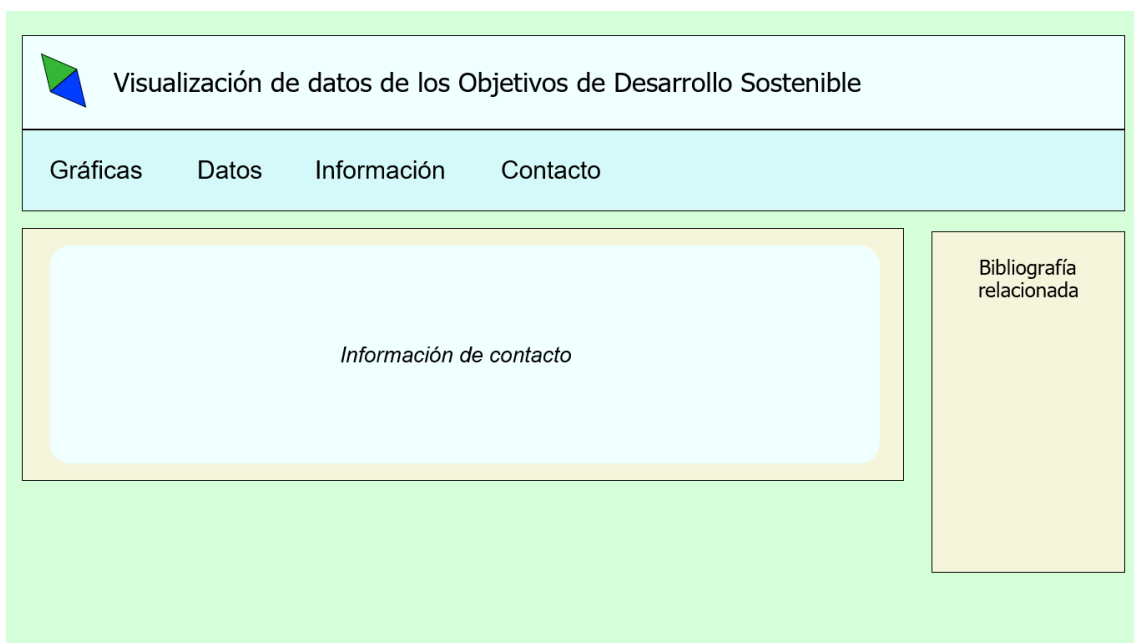 Visualización de datos de los Objetivos de Desarrollo Sostenible
Gráficas Datos Información Contacto
Información de contacto
Bibliografía
relacionada